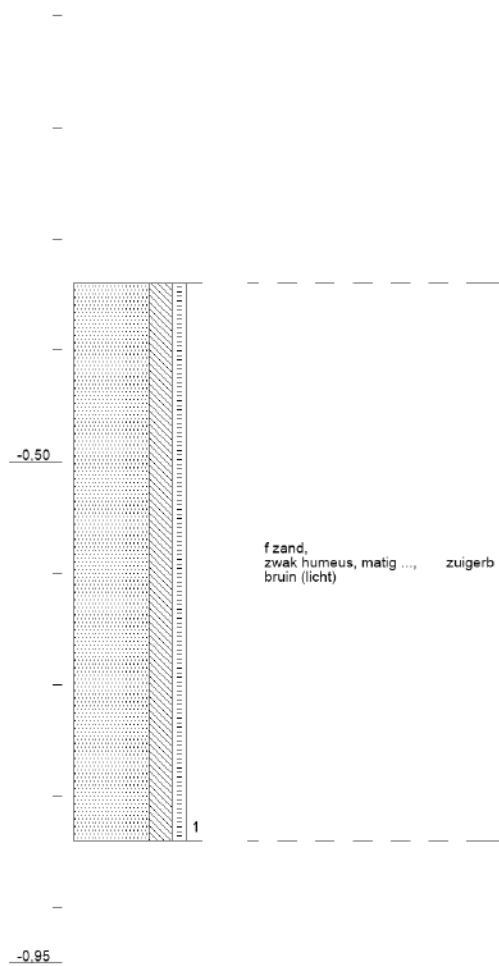 -0,50
f zand,
zwak humeus, matig ..., zuigerb
bruin (licht)
1
-0,95